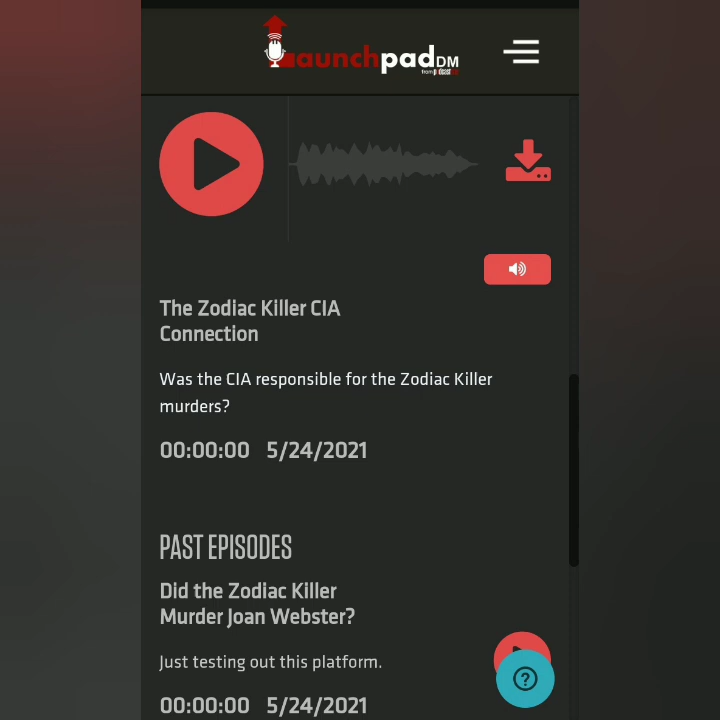 launchpadDM
from podcastone
The Zodiac Killer CIA
Connection
Was the CIA responsible for the Zodiac Killer
murders?
00:00:00 5/24/2021
PAST EPISODES
Did the Zodiac Killer
Murder Joan Webster?
Just testing out this platform.
00:00:00 5/24/2021